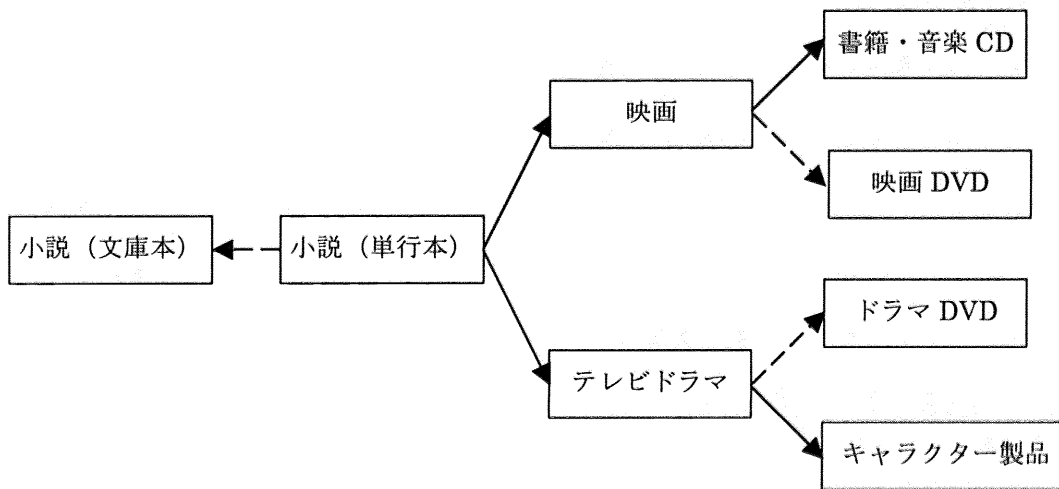 書籍・音楽 CD
映画
映画 DVD
小説（文庫本）
小説（単行本）
ドラマ DVD
テレビドラマ
キャラクター製品